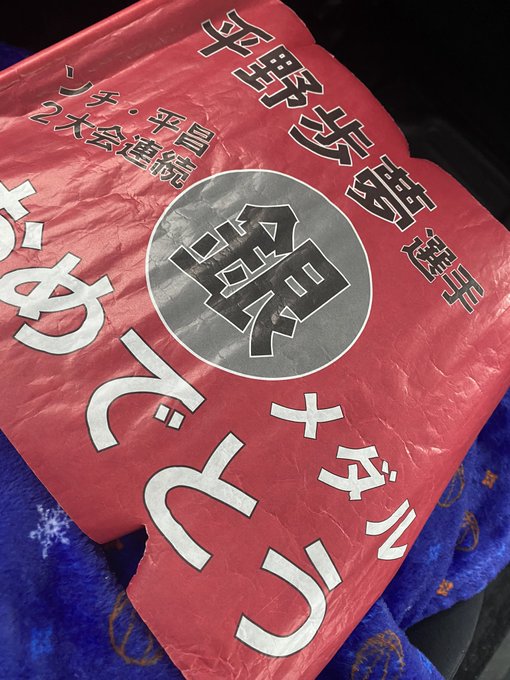 平野歩夢選手
ソチ・平昌
2大会連続
銀
メダル
おめでとう